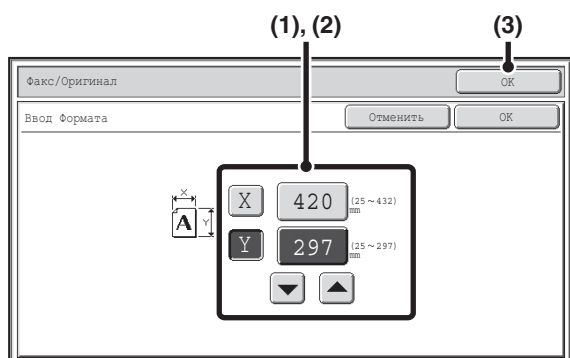 (1), (2) (3)
Факс/Оригинал OK
Ввод Формата Отменить OK
X
X 420 (25~432)
mm
A Y
Y 297 (25~297)
mm